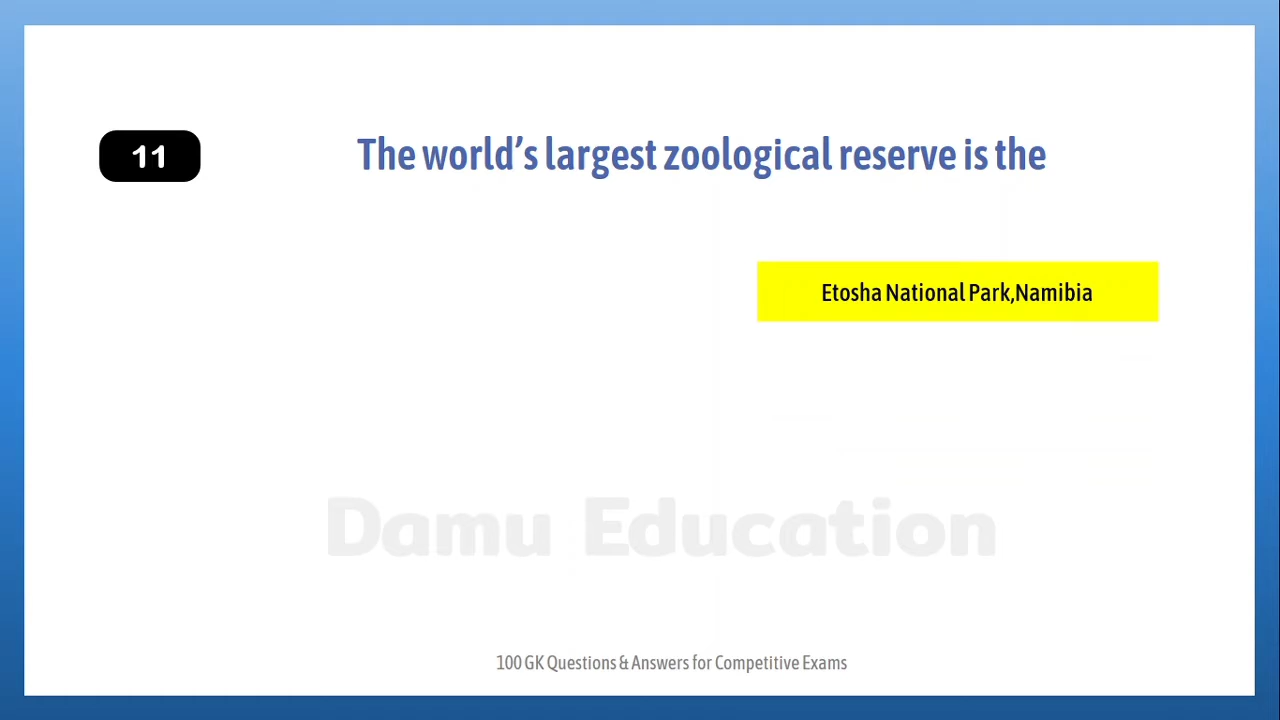 11
The world’s largest zoological reserve is the
Etosha National Park,Namibia
Damu Education
100 GK Questions & Answers for Competitive Exams